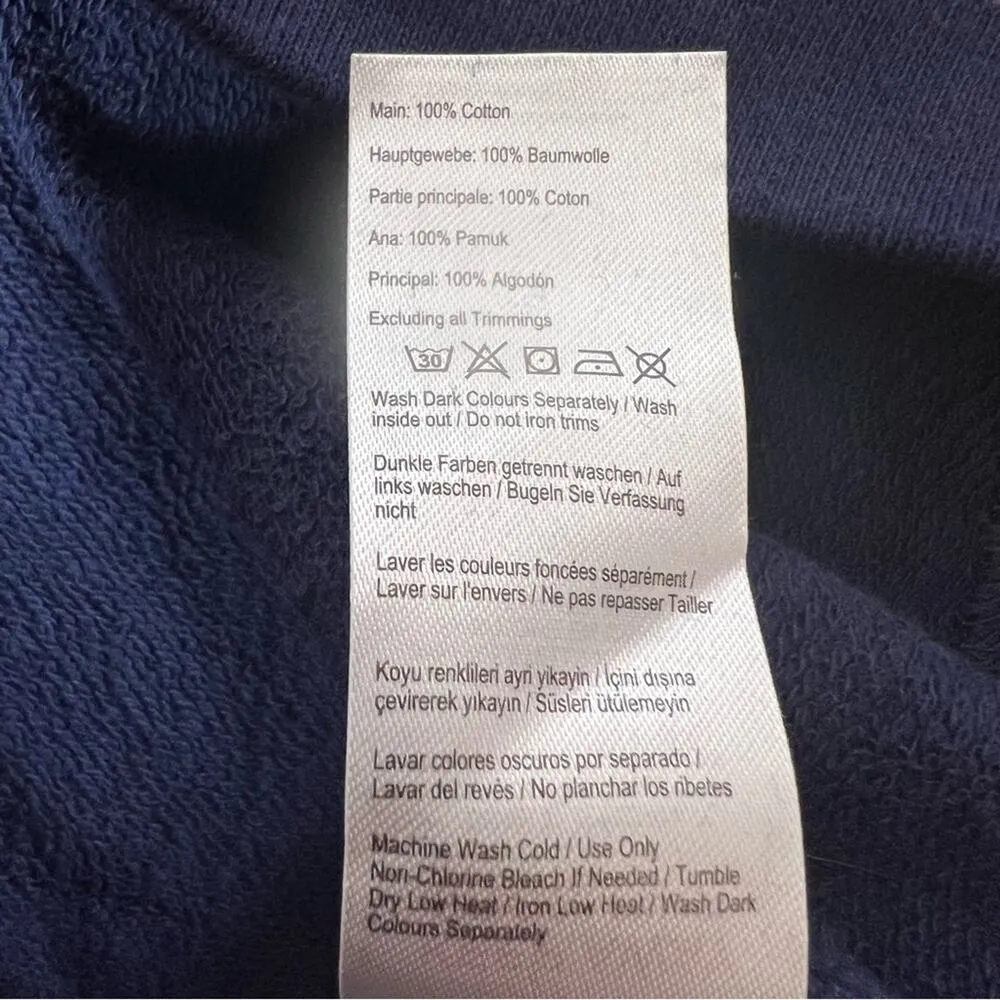 Main: 100% Cotton
Hauptgewebe: 100% Baumwolle
Partie principale: 100% Coton
Ana: 100% Pamuk
Principal: 100% Algodón
Excluding all Trimmings
30
Wash Dark Colours Separately / Wash
inside out / Do not iron trims
Dunkle Farben getrennt waschen / Auf
links waschen / Bugeln Sie Verfassung
nicht
Laver les couleurs foncées séparément /
Laver sur l'envers / Ne pas repasser Tailler
Koyu renklileri ayri yikayin / İçini dışına
çevirerek yıkayın / Süsleri ütülemeyin
Lavar colores oscuros por separado /
Lavar del revès / No planchar los ribetes
Machine Wash Cold / Use Only
Non-Chlorine Bleach If Needed / Tumble
Dry Low Heat / Iron Low Heat / Wash Dark
Colours Separately